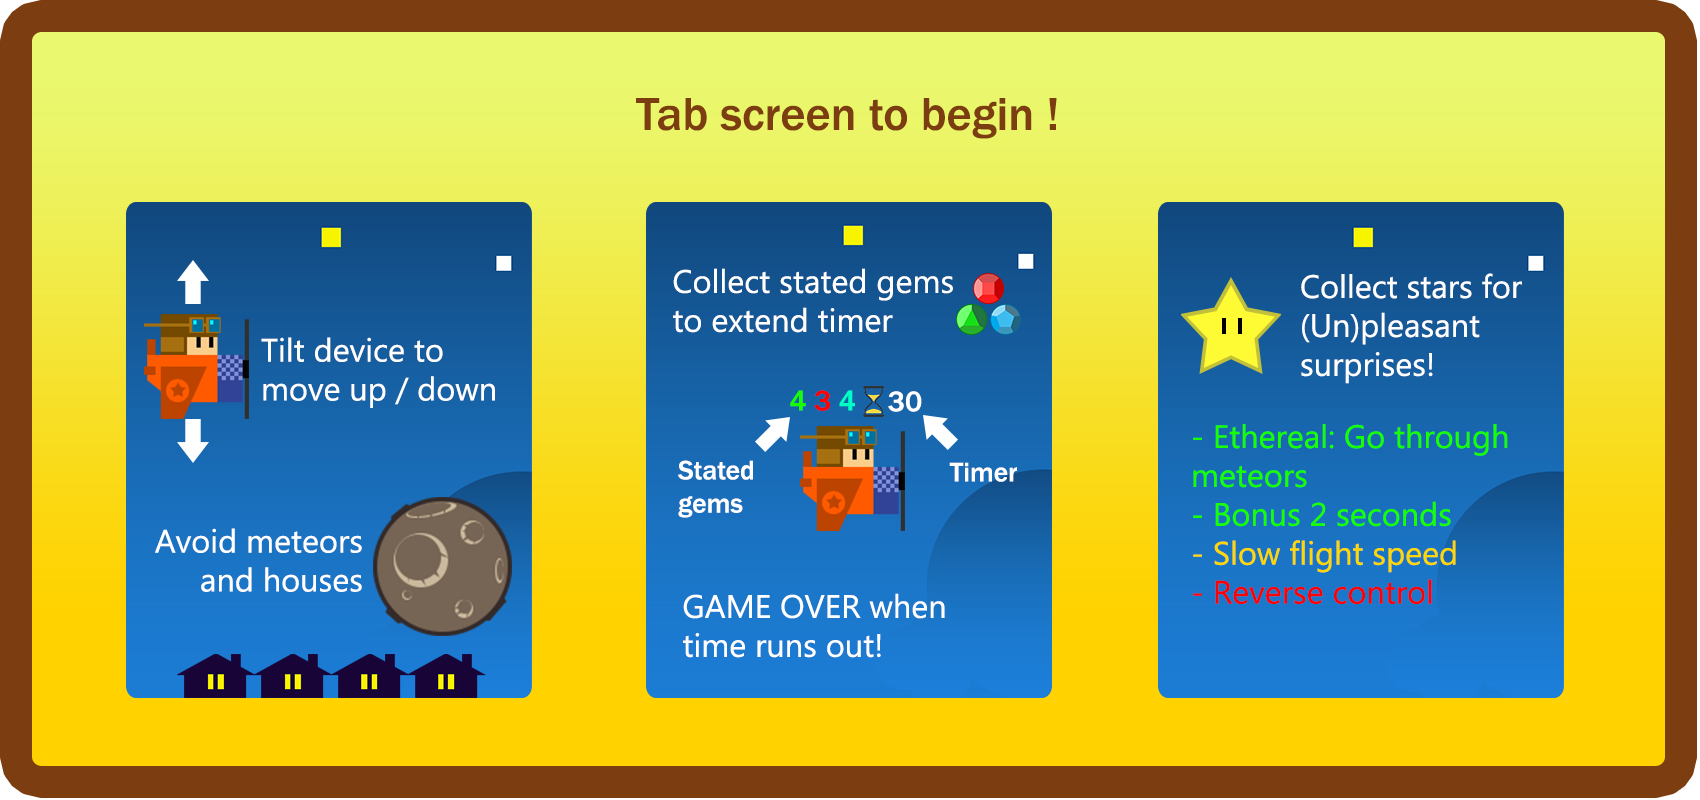 Tab screen to begin !
Tilt device to
move up / down
Avoid meteors
and houses
Collect stated gems
to extend timer
4 3 4 30
Stated
gems
Timer
GAME OVER when
time runs out!
Collect stars for
(Un)pleasant
surprises!
- Ethereal: Go through
meteors
- Bonus 2 seconds
- Slow flight speed
- Reverse control